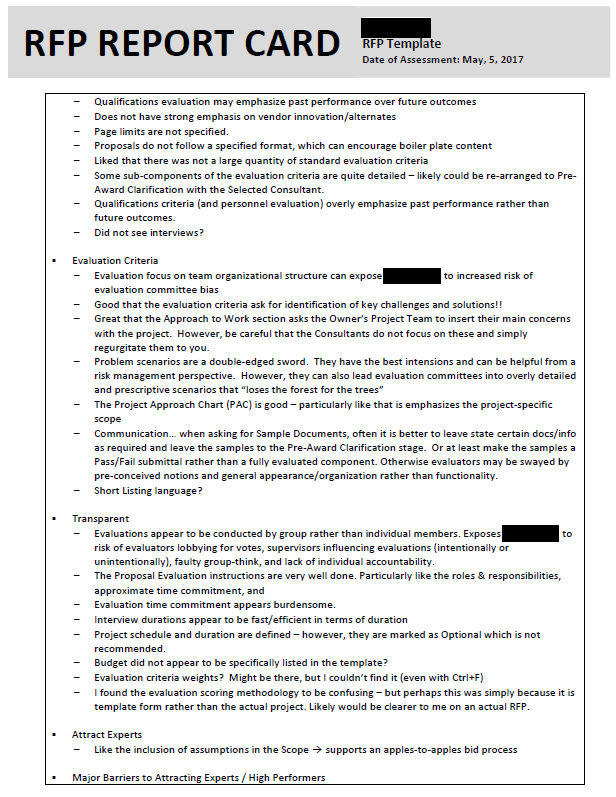 RFP REPORT CARD
RFP Template
Date of Assessment: May, 5, 2017
– Qualifications evaluation may emphasize past performance over future outcomes
– Does not have strong emphasis on vendor innovation/alternates
– Page limits are not specified.
– Proposals do not follow a specified format, which can encourage boiler plate content
– Liked that there was not a large quantity of standard evaluation criteria
– Some sub-components of the evaluation criteria are quite detailed – likely could be re-arranged to Pre-
Award Clarification with the Selected Consultant.
– Qualifications criteria (and personnel evaluation) overly emphasize past performance rather than
future outcomes.
– Did not see interviews?
▪ Evaluation Criteria
– Evaluation focus on team organizational structure can expose to increased risk of
evaluation committee bias
– Good that the evaluation criteria ask for identification of key challenges and solutions!!
– Great that the Approach to Work section asks the Owner's Project Team to insert their main concerns
with the project. However, be careful that the Consultants do not focus on these and simply
regurgitate them to you.
– Problem scenarios are a double-edged sword. They have the best intensions and can be helpful from a
risk management perspective. However, they can also lead evaluation committees into overly detailed
and prescriptive scenarios that "loses the forest for the trees"
– The Project Approach Chart (PAC) is good – particularly like that is emphasizes the project-specific
scope
– Communication... when asking for Sample Documents, often it is better to leave state certain docs/info
as required and leave the samples to the Pre-Award Clarification stage. Or at least make the samples a
Pass/Fail submittal rather than a fully evaluated component. Otherwise evaluators may be swayed by
pre-conceived notions and general appearance/organization rather than functionality.
– Short Listing language?
▪ Transparent
– Evaluations appear to be conducted by group rather than individual members. Exposes to
risk of evaluators lobbying for votes, supervisors influencing evaluations (intentionally or
unintentionally), faulty group-think, and lack of individual accountability.
– The Proposal Evaluation instructions are very well done. Particularly like the roles & responsibilities,
approximate time commitment, and
– Evaluation time commitment appears burdensome.
– Interview durations appear to be fast/efficient in terms of duration
– Project schedule and duration are defined – however, they are marked as Optional which is not
recommended.
– Budget did not appear to be specifically listed in the template?
– Evaluation criteria weights? Might be there, but I couldn't find it (even with Ctrl+F)
– I found the evaluation scoring methodology to be confusing – but perhaps this was simply because it is
template form rather than the actual project. Likely would be clearer to me on an actual RFP.
▪ Attract Experts
– Like the inclusion of assumptions in the Scope → supports an apples-to-apples bid process
▪ Major Barriers to Attracting Experts / High Performers